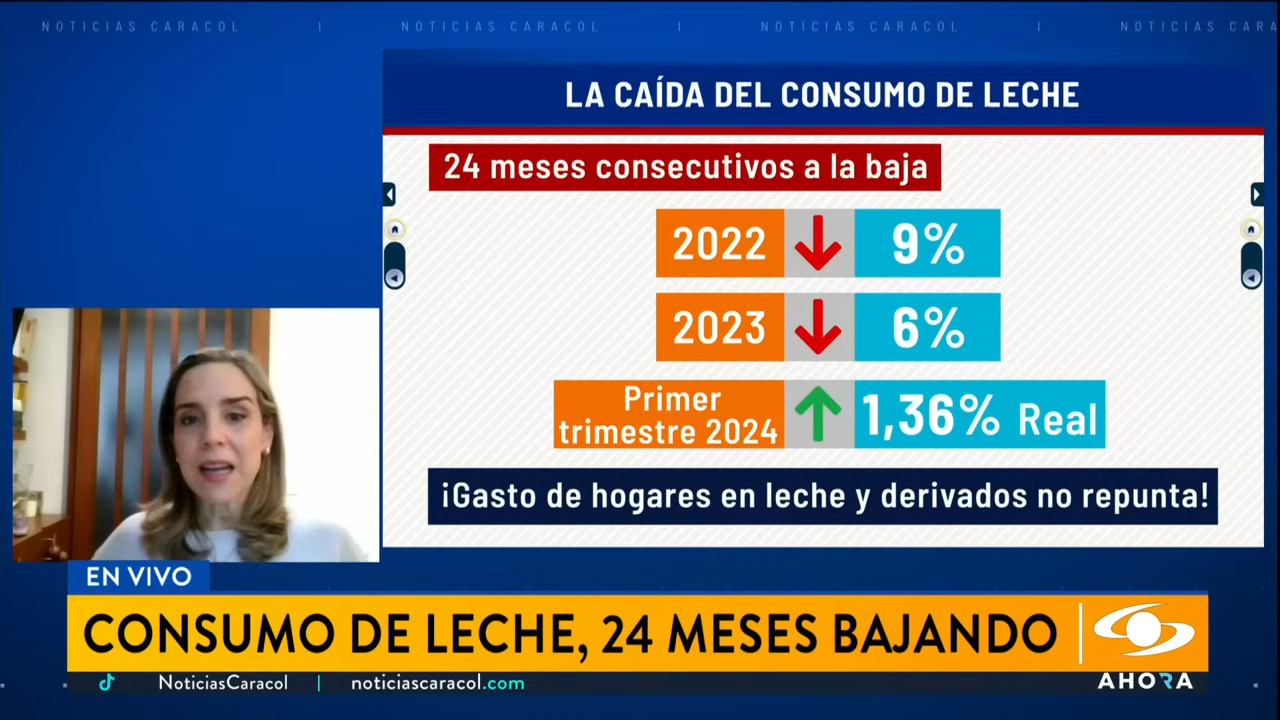 NOTICIAS CARACOL | NOTICIAS CARACOL | NOTICIAS CARACOL | NOTICIAS CARA
LA CAÍDA DEL CONSUMO DE LECHE
24 meses consecutivos a la baja
2022 9%
2023 6%
Primer
trimestre 2024
1,36% Real
¡Gasto de hogares en leche y derivados no repunta!
EN VIVO
CONSUMO DE LECHE, 24 MESES BAJANDO
NoticiasCaracol | noticiascaracol.com
AHORA